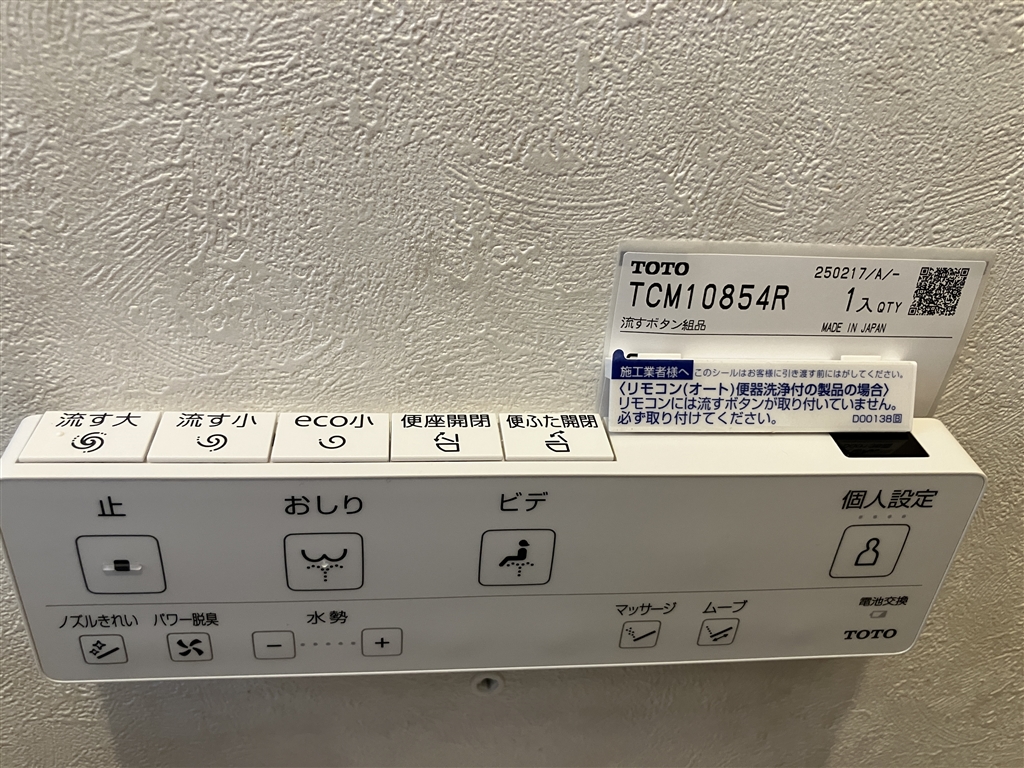 TOTO
250217/A/-
TCM10854R
1入 QTY
流すボタン組品
MADE IN JAPAN
施工業者様へ このシールはお客様に引き渡す前にはがしてください。
〈リモコン(オート)便器洗浄付の製品の場合〉
リモコンには流すボタンが取り付いていません。
必ず取り付けてください。
D00138回
流す大 流す小 eco小 便座開閉 便ふた開閉
止 おしり ビデ 個人設定
ノズルきれい パワー脱臭 水勢 マッサージ ムーブ 電池交換
− +
TOTO